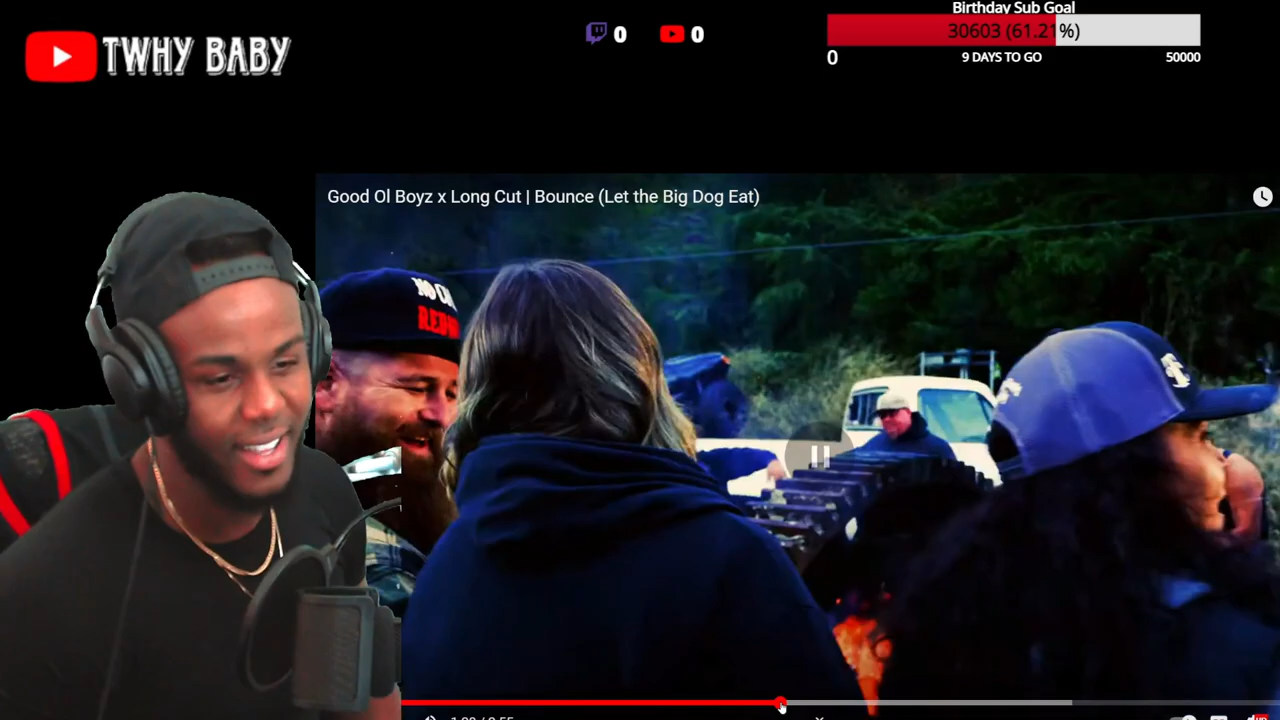 Birthday Sub Goal
TWHY BABY
0
0
30603 (61.21%)
0
9 DAYS TO GO
50000
Good Ol Boyz x Long Cut | Bounce (Let the Big Dog Eat)